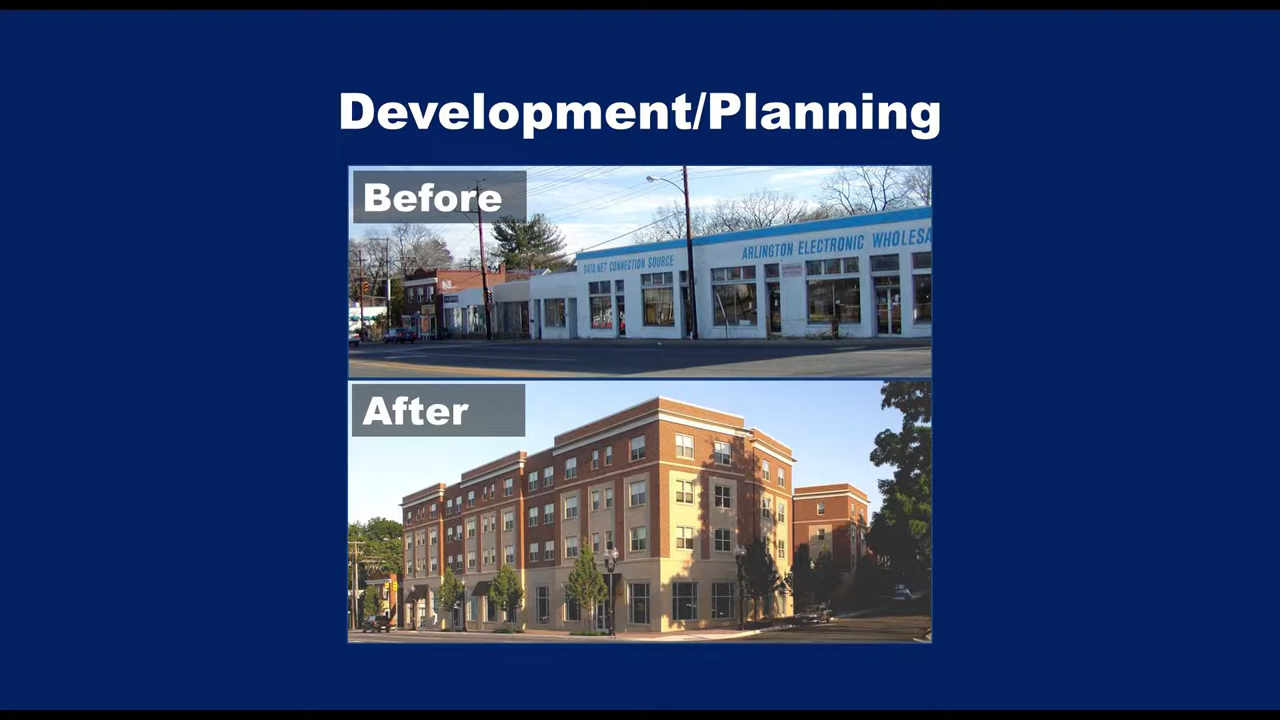 Development/Planning
Before
DATA NET CONNECTION SOURCE
ARLINGTON ELECTRONIC WHOLESA
After